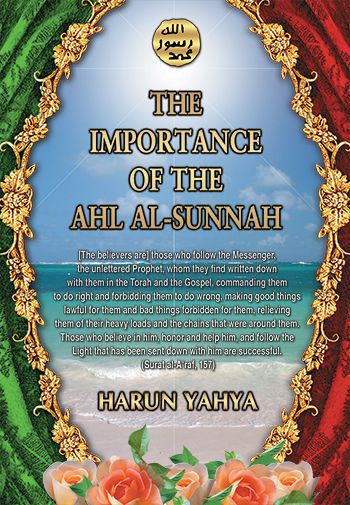 الله
رسول
محمد
THE
IMPORTANCE
OF THE
AHL AL-SUNNAH
[The believers are] those who follow the Messenger,
the unlettered Prophet, whom they find written down
with them in the Torah and the Gospel, commanding them
to do right and forbidding them to do wrong, making good things
lawful for them and bad things forbidden for them, relieving
them of their heavy loads and the chains that were around them.
Those who believe in him, honor and help him, and follow the
Light that has been sent down with him are successful.
(Surat al-A'raf, 157)
HARUN YAHYA